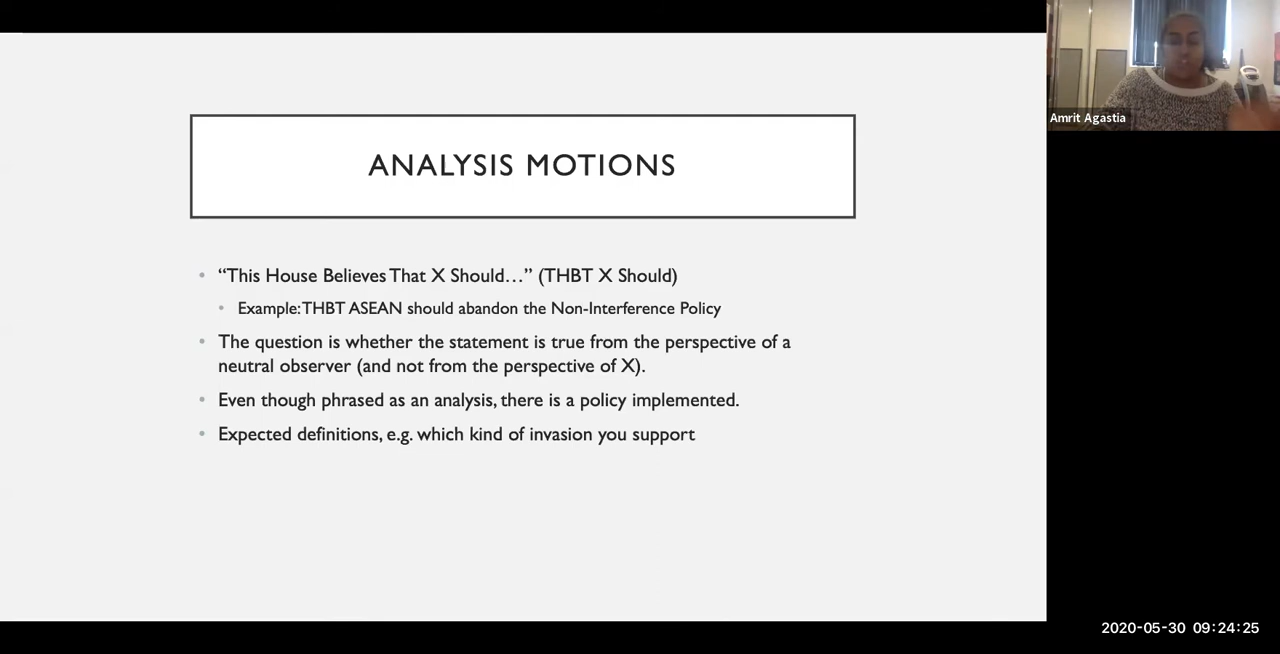 ANALYSIS MOTIONS
“This House Believes That X Should…” (THBT X Should)
Example: THBT ASEAN should abandon the Non-Interference Policy
The question is whether the statement is true from the perspective of a
neutral observer (and not from the perspective of X).
Even though phrased as an analysis, there is a policy implemented.
Expected definitions, e.g. which kind of invasion you support
Amrit Agastia
2020-05-30 09:24:25